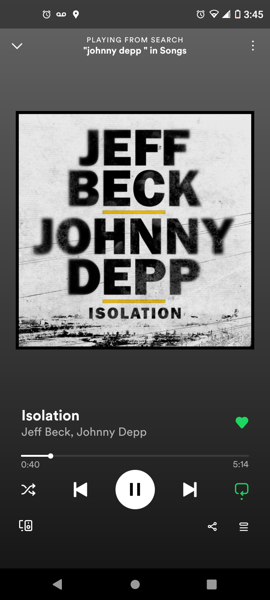 3:45
PLAYING FROM SEARCH
"johnny depp " in Songs
JEFF
BECK
JOHNNY
DEPP
ISOLATION
Isolation
Jeff Beck, Johnny Depp
0:40
5:14